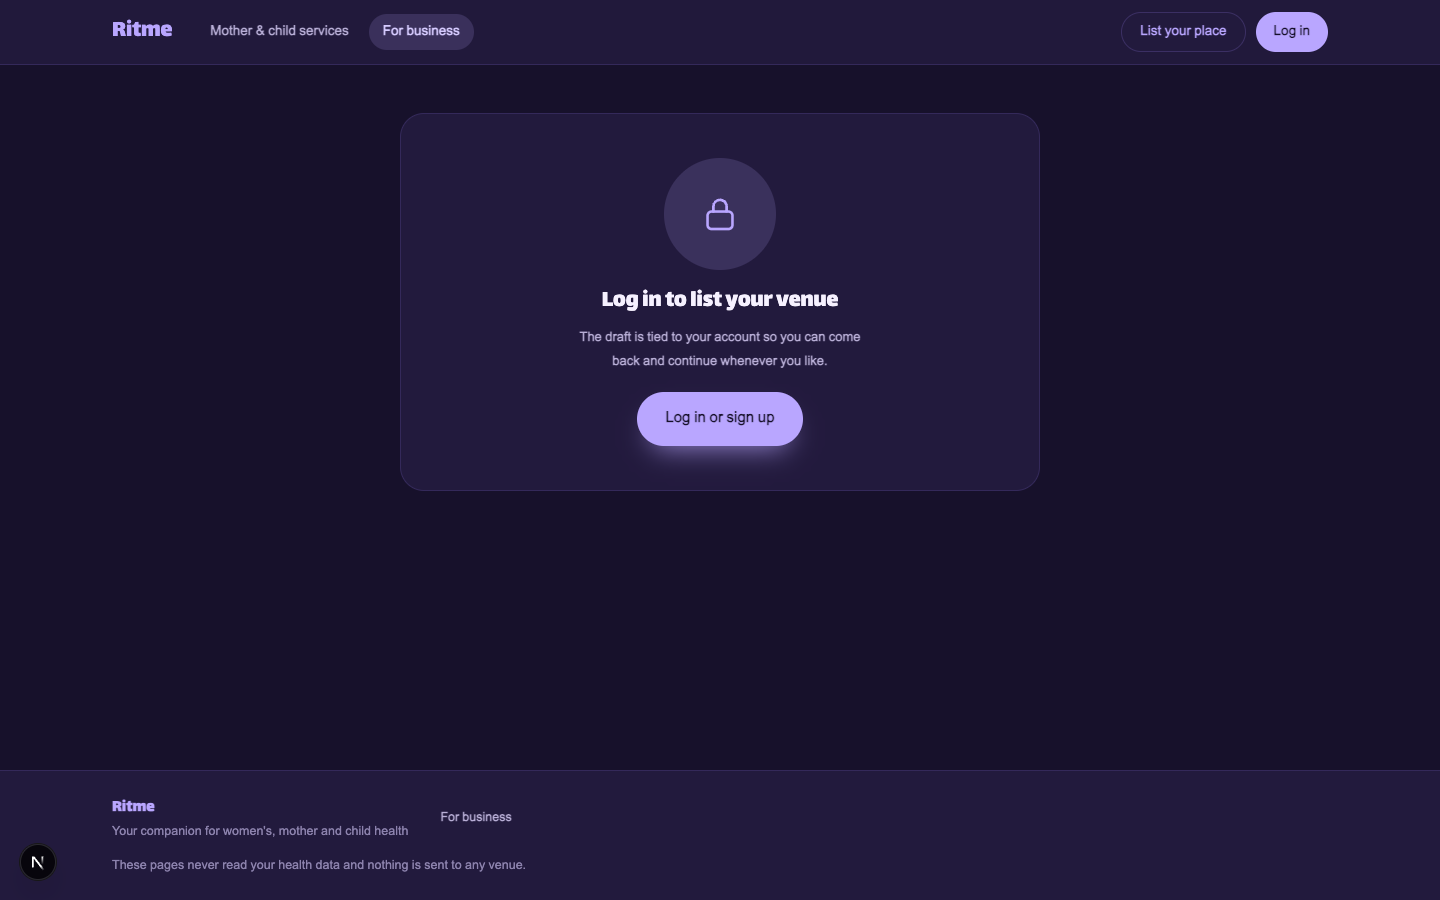 Ritme
Mother & child services
For business
List your place
Log in
Log in to list your venue
The draft is tied to your account so you can come
back and continue whenever you like.
Log in or sign up
Ritme
Your companion for women's, mother and child health
For business
These pages never read your health data and nothing is sent to any venue.
N